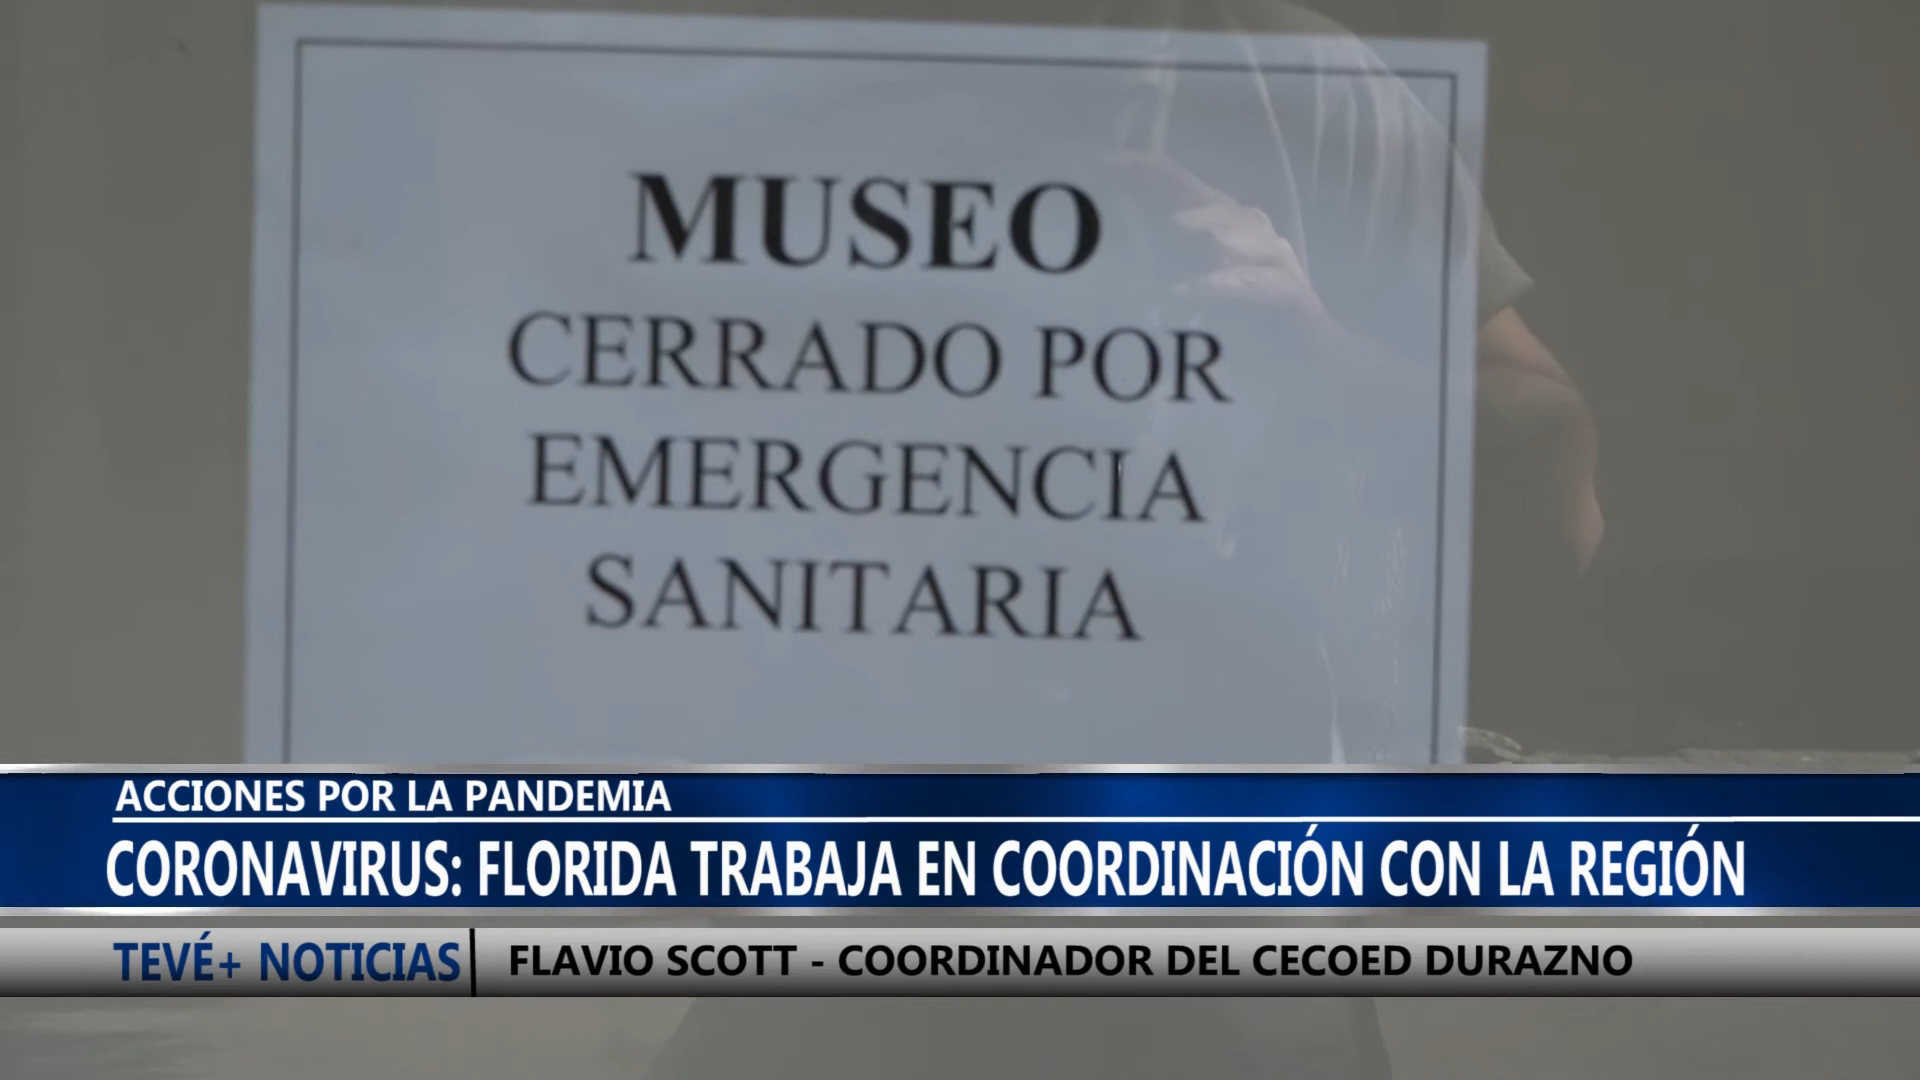 MUSEO
CERRADO POR
EMERGENCIA
SANITARIA
ACCIONES POR LA PANDEMIA
CORONAVIRUS: FLORIDA TRABAJA EN COORDINACIÓN CON LA REGIÓN
TEVÉ+ NOTICIAS FLAVIO SCOTT - COORDINADOR DEL CECOED DURAZNO